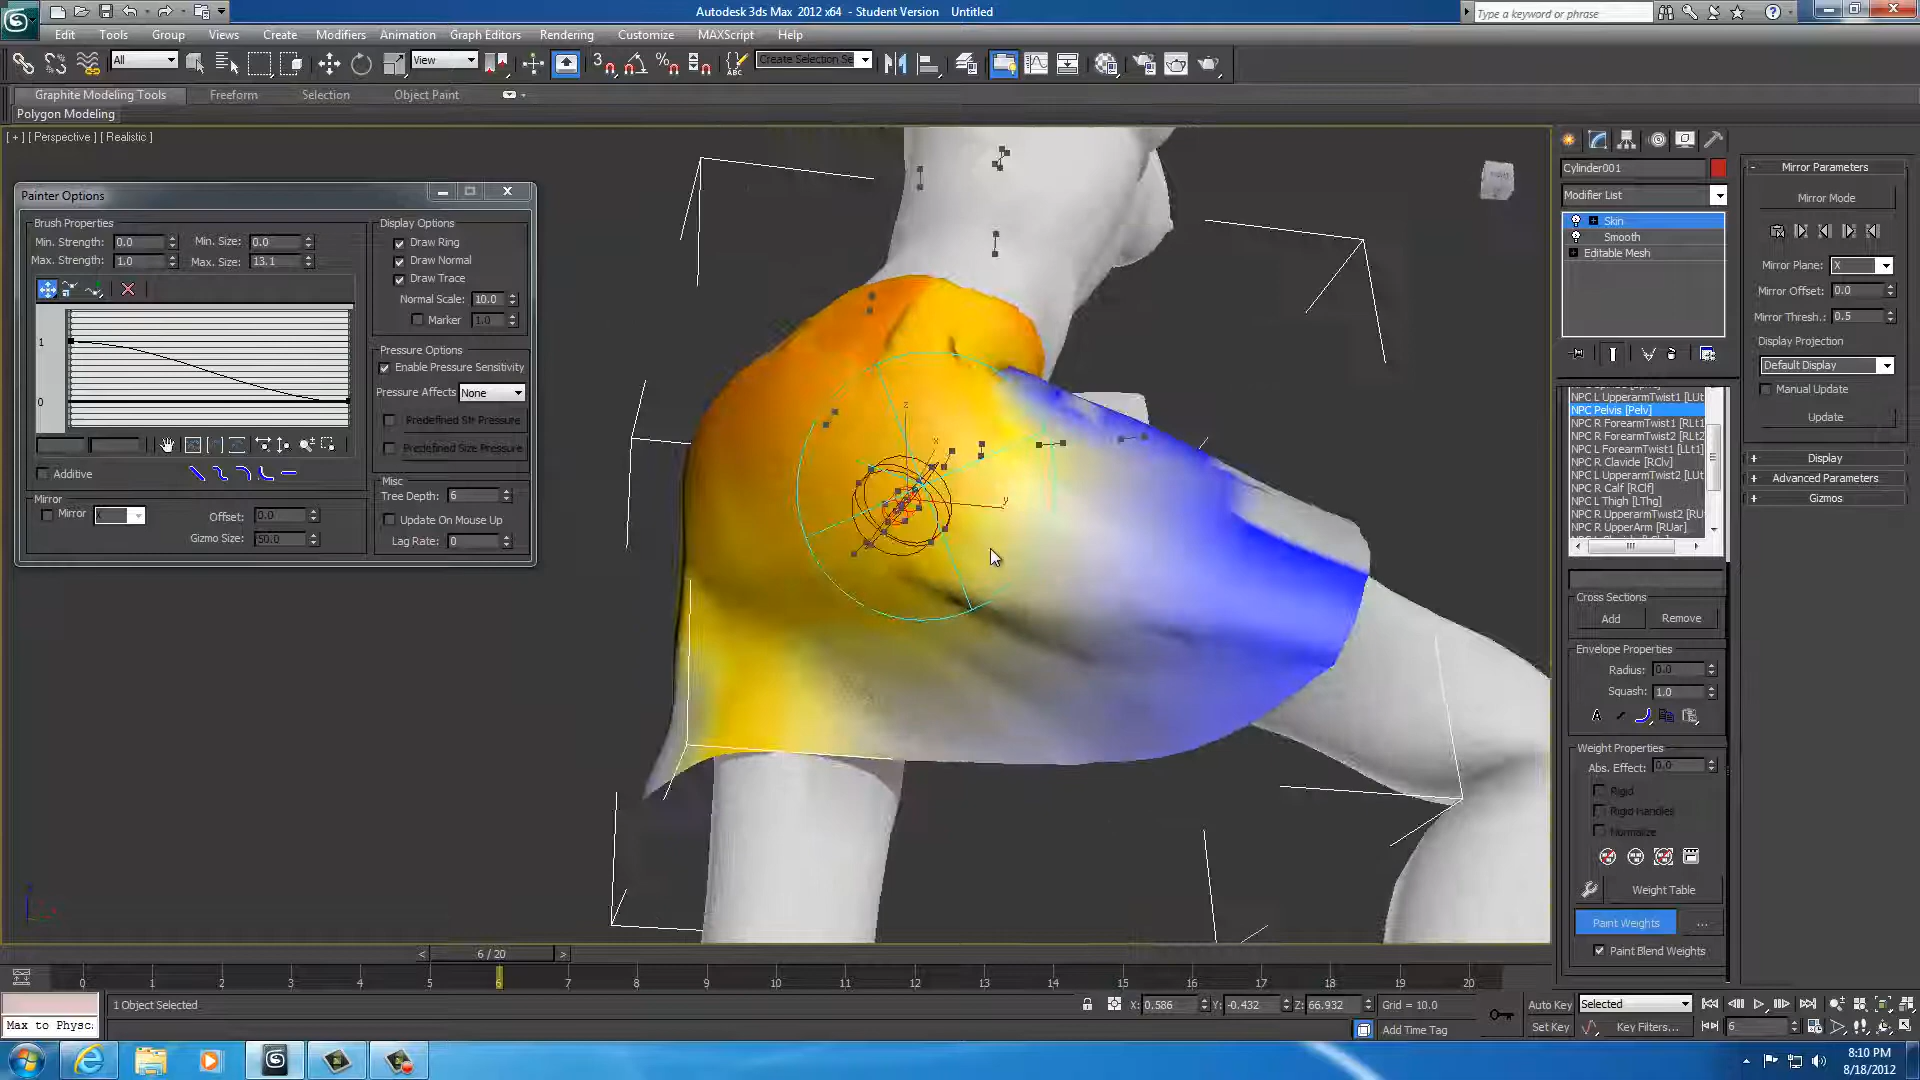 Autodesk 3ds Max 2012 x64 - Student Version Untitled
Type a keyword or phrase
Edit Tools Group Views Create Modifiers Animation Graph Editors Rendering Customize MAXScript Help
All
View
Create Selection Se
Graphite Modeling Tools Freeform Selection Object Paint
Polygon Modeling
[ + ] [ Perspective ] [ Realistic ]
Painter Options
Brush Properties
Min. Strength: 0.0 Min. Size: 0.0
Max. Strength: 1.0 Max. Size: 13.1
1
0
Additive
Mirror
Mirror X Offset: 0.0
Gizmo Size: 50.0
Display Options
Draw Ring
Draw Normal
Draw Trace
Normal Scale: 10.0
Marker 1.0
Pressure Options
Enable Pressure Sensitivity
Pressure Affects None
Predefined Str Pressure
Predefined Size Pressure
Misc
Tree Depth: 6
Update On Mouse Up
Lag Rate: 0
z
x
y
Cylinder001
Modifier List
Skin
Smooth
Editable Mesh
NPC L UpperarmTwist1 [LUt
NPC Pelvis [Pelv]
NPC R ForearmTwist1 [RLt1
NPC R ForearmTwist2 [RLt2
NPC L ForearmTwist1 [LLt1]
NPC R Clavicle [RClv]
NPC L UpperarmTwist2 [LUt
NPC R Calf [RClf]
NPC L Thigh [LThg]
NPC R UpperarmTwist2 [RU
NPC R UpperArm [RUar]
Cross Sections
Add Remove
Envelope Properties
Radius: 0.0
Squash: 1.0
Weight Properties
Abs. Effect: 0.0
Rigid
Rigid Handles
Normalize
Weight Table
Paint Weights ...
Paint Blend Weights
Mirror Parameters
Mirror Mode
Mirror Plane: X
Mirror Offset: 0.0
Mirror Thresh.: 0.5
Display Projection
Default Display
Manual Update
Update
Display
Advanced Parameters
Gizmos
< 6 / 20 >
0 1 2 3 4 5 6 7 8 9 10 11 12 13 14 15 16 17 18 19 20
1 Object Selected
X: 0.586 Y: -0.432 Z: 66.932 Grid = 10.0
Auto Key Selected
Max to Physc:
Add Time Tag
Set Key Key Filters... 6
8:10 PM
8/18/2012